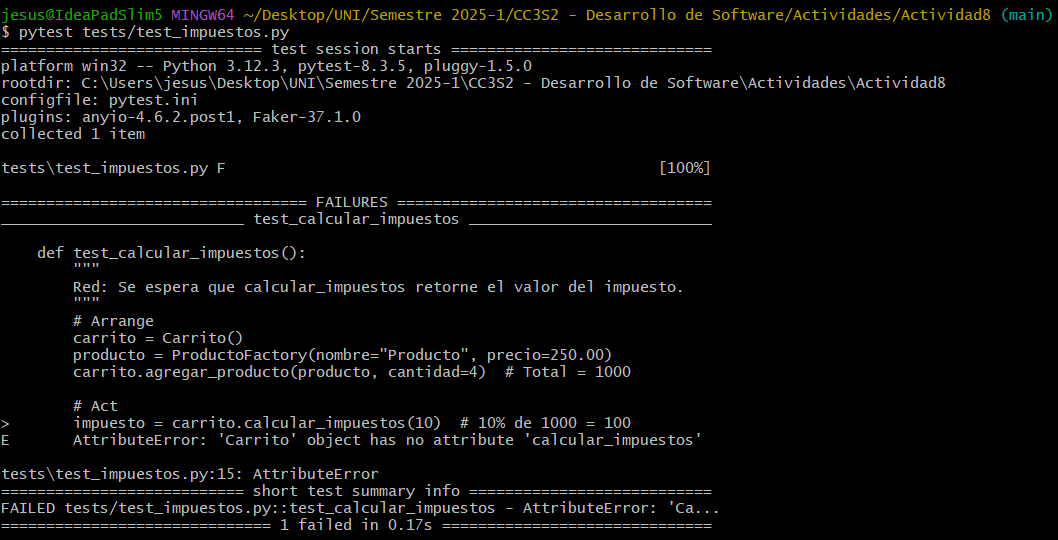 jesus@IdeaPadSlim5 MINGW64 ~/Desktop/UNI/Semestre 2025-1/CC3S2 - Desarrollo de Software/Actividades/Actividad8 (main)
$ pytest tests/test_impuestos.py
============================= test session starts =============================
platform win32 -- Python 3.12.3, pytest-8.3.5, pluggy-1.5.0
rootdir: C:\Users\jesus\Desktop\UNI\Semestre 2025-1\CC3S2 - Desarrollo de Software\Actividades\Actividad8
configfile: pytest.ini
plugins: anyio-4.6.2.post1, Faker-37.1.0
collected 1 item

tests\test_impuestos.py F                                                [100%]

================================== FAILURES ===================================
___________________________ test_calcular_impuestos ___________________________

    def test_calcular_impuestos():
        """
        Red: Se espera que calcular_impuestos retorne el valor del impuesto.
        """
        # Arrange
        carrito = Carrito()
        producto = ProductoFactory(nombre="Producto", precio=250.00)
        carrito.agregar_producto(producto, cantidad=4)  # Total = 1000

        # Act
>       impuesto = carrito.calcular_impuestos(10)  # 10% de 1000 = 100
E       AttributeError: 'Carrito' object has no attribute 'calcular_impuestos'

tests\test_impuestos.py:15: AttributeError
=========================== short test summary info ===========================
FAILED tests/test_impuestos.py::test_calcular_impuestos - AttributeError: 'Ca...
============================== 1 failed in 0.17s ==============================